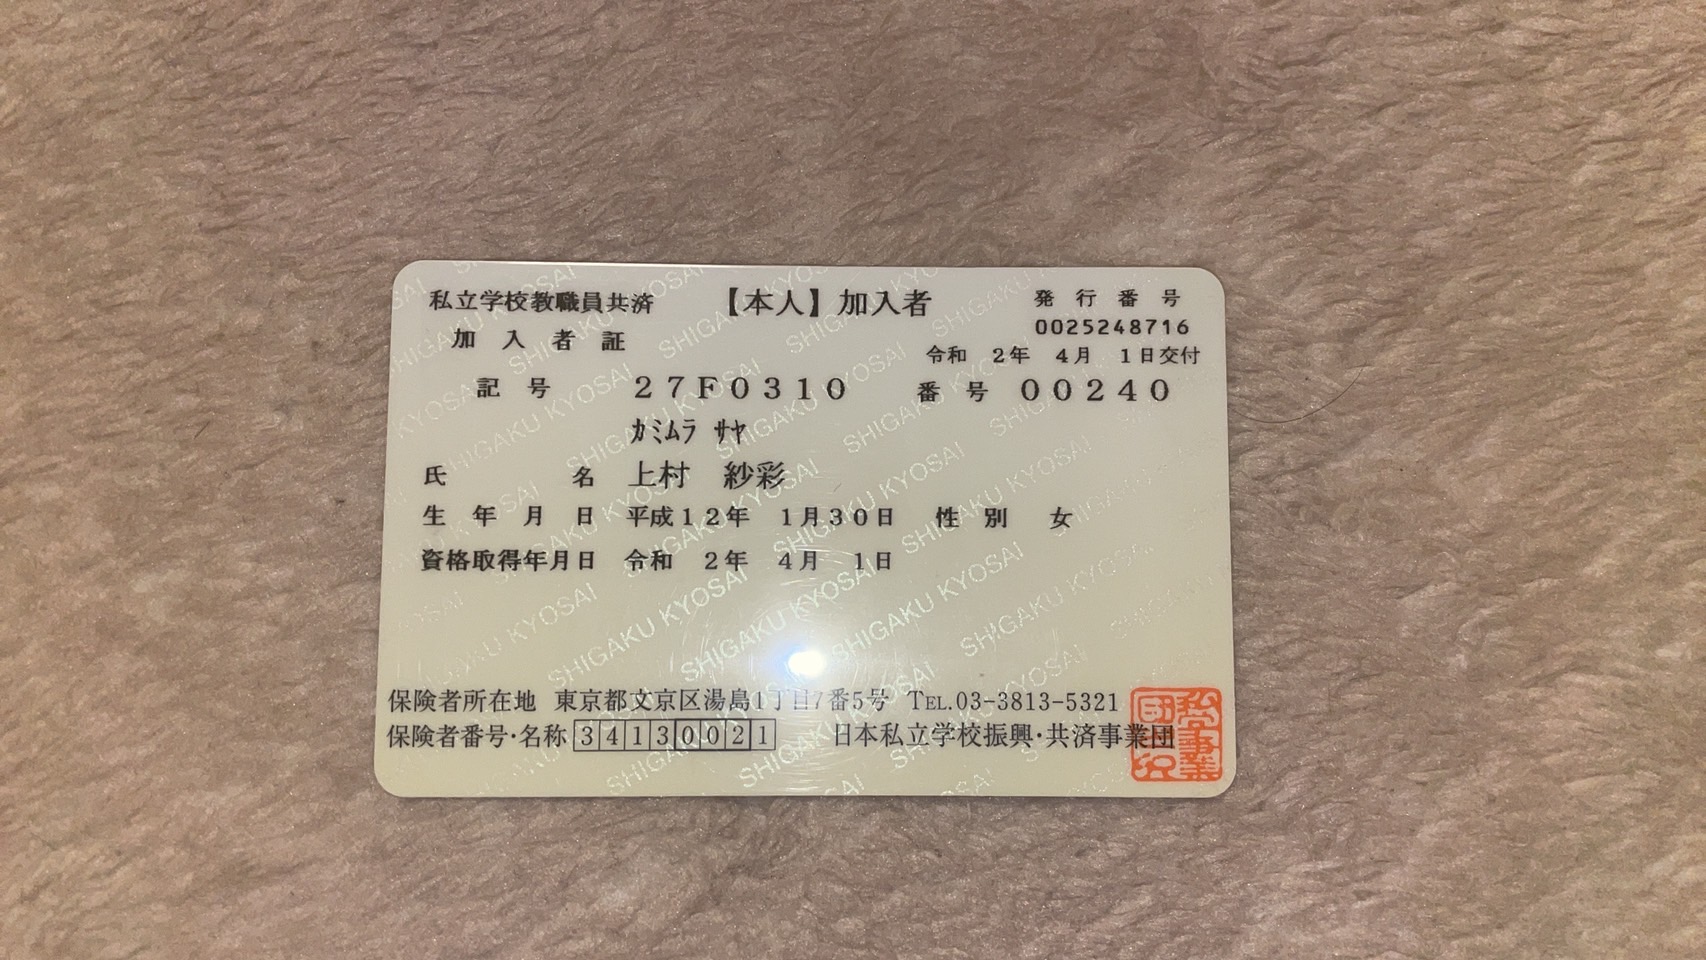 私立学校教職員共済 【本人】加入者 発行番号
加入者証 0025248716
令和 2年 4月 1日交付
記号 27F0310 番号 00240
ｶﾐﾑﾗ ｻﾔ
氏名 上村 紗彩
生年月日 平成12年 1月30日 性別 女
資格取得年月日 令和 2年 4月 1日
保険者所在地 東京都文京区湯島1丁目7番5号 TEL.03-3813-5321
保険者番号・名称 34130021 日本私立学校振興・共済事業団
SHIGAKU KYOSAI